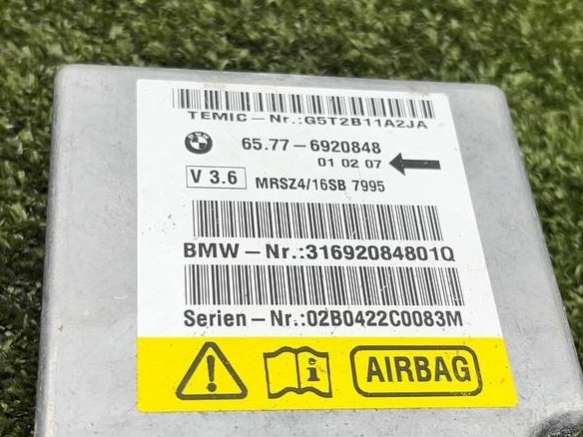 TEMIC-Nr.:G5T2B11A2JA
65.77-6920848
01 02 07
V 3.6 MRSZ4/16SB 7995
BMW-Nr.:31692084801Q
Serien-Nr.:02B0422C0083M
AIRBAG